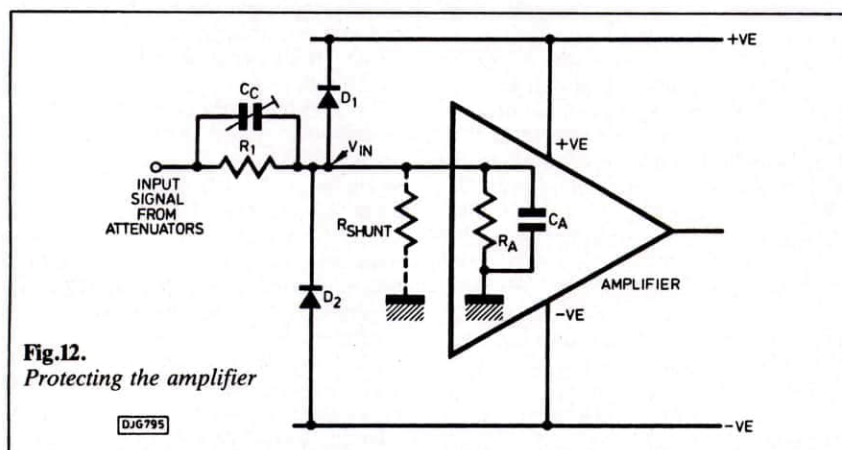 +VE
CC
D1
R1
VIN
+VE
INPUT
SIGNAL
FROM
ATTENUATORS
RSHUNT
RA
CA
D2
AMPLIFIER
-VE
Fig.12.
Protecting the amplifier
DJG795
-VE